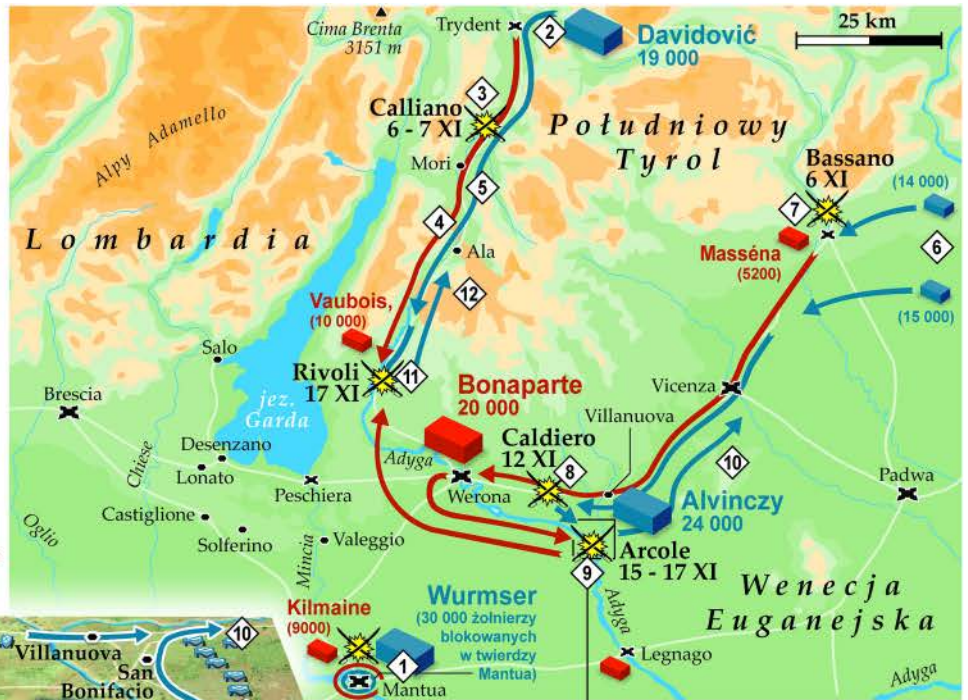 Cima Brenta
3151 m
Trydent
2
Davidović
19 000
25 km
3
Calliano
6 - 7 XI
Alpy Adamello
Mori
Południowy
Tyrol
Bassano
6 XI
(14 000)
5
7
6
4
Lombardia
Masséna
(5200)
Ala
12
(15 000)
Vaubois,
(10 000)
Salo
Rivoli
17 XI
11
Bonaparte
20 000
Vicenza
Brescia
jez.
Garda
Villanuova
Caldiero
12 XI
8
10
Desenzano
Adyga
Chiese
Lonato
Peschiera
Werona
Padwa
Alvinczy
24 000
Castiglione
Oglio
Solferino
Mincia
Valeggio
Arcole
15 - 17 XI
9
Wenecja
Euganejska
Kilmaine
(9000)
Wurmser
(30 000 żołnierzy
blokowanych
w twierdzy
Mantua)
Adyga
10
Villanuova
San
Bonifacio
1
Mantua
Legnago
Adyga